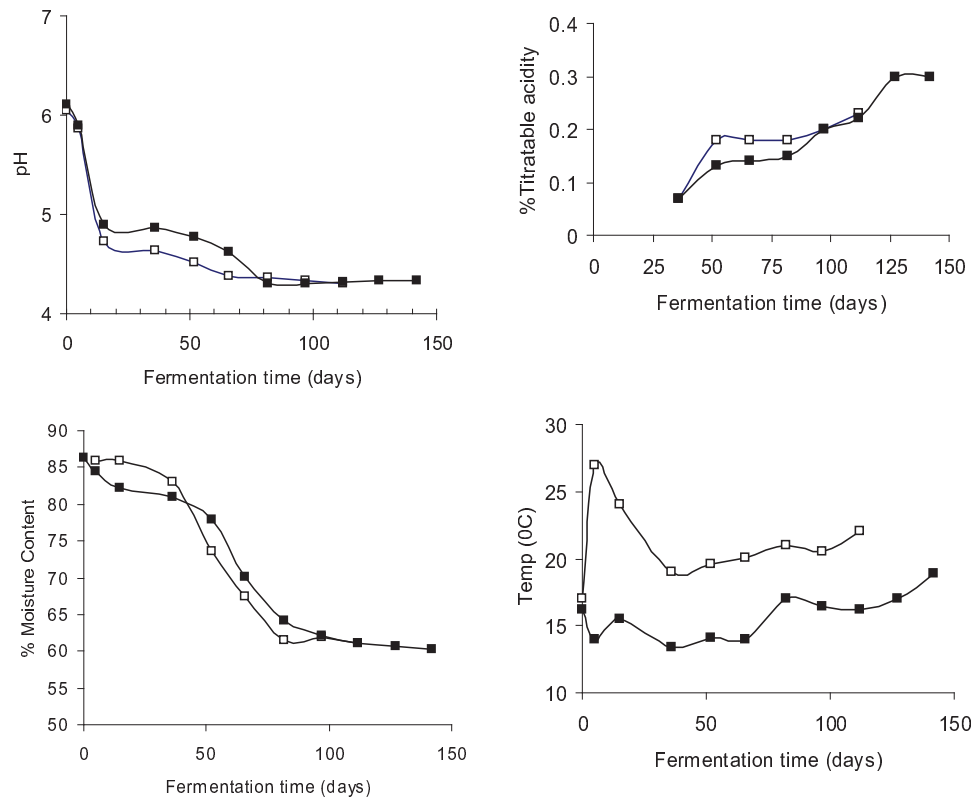 7
6
5
4
pH
0 50 100 150
Fermentation time (days)
0.4
0.3
0.2
0.1
0
%Titratable acidity
0 25 50 75 100 125 150
Fermentation time (days)
90
85
80
75
70
65
60
55
50
% Moisture Content
0 50 100 150
Fermentation time (days)
30
25
20
15
10
Temp (0C)
0 50 100 150
Fermentation time (days)